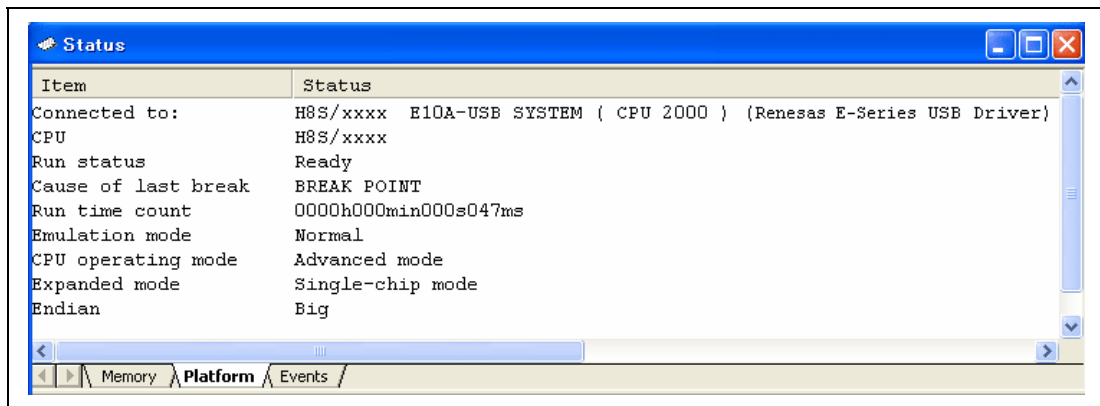 Status
Item Status
Connected to: H8S/xxxx E10A-USB SYSTEM ( CPU 2000 ) (Renesas E-Series USB Driver)
CPU H8S/xxxx
Run status Ready
Cause of last break BREAK POINT
Run time count 0000h000min000s047ms
Emulation mode Normal
CPU operating mode Advanced mode
Expanded mode Single-chip mode
Endian Big
Memory Platform Events